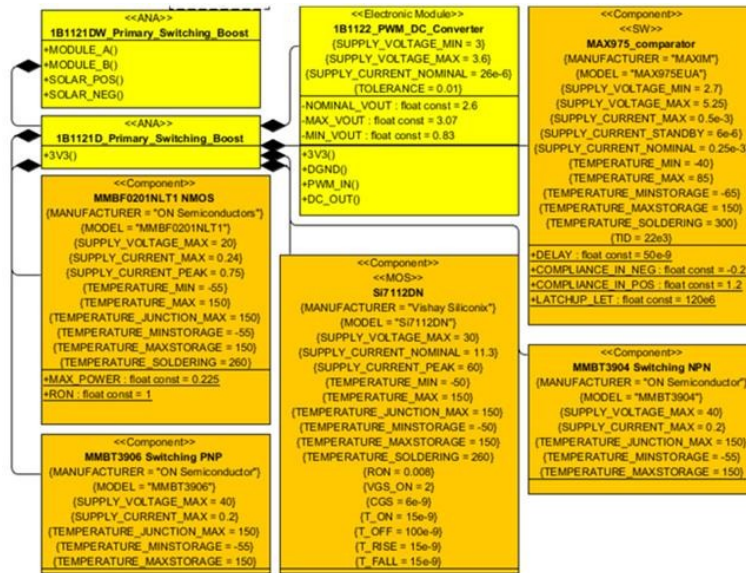 <<ANA>>
1B1121DW_Primary_Switching_Boost
+MODULE_A()
+MODULE_B()
+SOLAR_POS()
+SOLAR_NEG()
<<ANA>>
1B1121D_Primary_Switching_Boost
+3V3()
<<Electronic Module>>
1B1122_PWM_DC_Converter
{SUPPLY_VOLTAGE_MIN = 3}
{SUPPLY_VOLTAGE_MAX = 3.6}
{SUPPLY_CURRENT_NOMINAL = 26e-6}
{TOLERANCE = 0.01}
-NOMINAL_VOUT : float const = 2.6
-MAX_VOUT : float const = 3.07
-MIN_VOUT : float const = 0.83
+3V3()
+DGND()
+PWM_IN()
+DC_OUT()
<<Component>>
<<SW>>
MAX975_comparator
{MANUFACTURER = "MAXIM"}
{MODEL = "MAX975EUA"}
{SUPPLY_VOLTAGE_MIN = 2.7}
{SUPPLY_VOLTAGE_MAX = 5.25}
{SUPPLY_CURRENT_MAX = 0.5e-3}
{SUPPLY_CURRENT_STANDBY = 6e-6}
{SUPPLY_CURRENT_NOMINAL = 0.25e-3}
{TEMPERATURE_MIN = -40}
{TEMPERATURE_MAX = 85}
{TEMPERATURE_MINSTORAGE = -65}
{TEMPERATURE_MAXSTORAGE = 150}
{TEMPERATURE_SOLDERING = 300}
{TID = 22e3}
+DELAY : float const = 50e-9
+COMPLIANCE_IN_NEG : float const = -0.2
+COMPLIANCE_IN_POS : float const = 1.2
+LATCHUP_LET : float const = 120e6
<<Component>>
MMBF0201NLT1 NMOS
{MANUFACTURER = "ON Semiconductors"}
{MODEL = "MMBF0201NLT1"}
{SUPPLY_VOLTAGE_MAX = 20}
{SUPPLY_CURRENT_MAX = 0.24}
{SUPPLY_CURRENT_PEAK = 0.75}
{TEMPERATURE_MIN = -55}
{TEMPERATURE_MAX = 150}
{TEMPERATURE_JUNCTION_MAX = 150}
{TEMPERATURE_MINSTORAGE = -55}
{TEMPERATURE_MAXSTORAGE = 150}
{TEMPERATURE_SOLDERING = 260}
+MAX_POWER : float const = 0.225
+RON : float const = 1
<<Component>>
<<MOS>>
Si7112DN
{MANUFACTURER = "Vishay Siliconix"}
{MODEL = "Si7112DN"}
{SUPPLY_VOLTAGE_MAX = 30}
{SUPPLY_CURRENT_NOMINAL = 11.3}
{SUPPLY_CURRENT_PEAK = 60}
{TEMPERATURE_MIN = -50}
{TEMPERATURE_MAX = 150}
{TEMPERATURE_JUNCTION_MAX = 150}
{TEMPERATURE_MINSTORAGE = -50}
{TEMPERATURE_MAXSTORAGE = 150}
{TEMPERATURE_SOLDERING = 260}
{RON = 0.008}
{VGS_ON = 2}
{CGS = 6e-9}
{T_ON = 15e-9}
{T_OFF = 100e-9}
{T_RISE = 15e-9}
{T_FALL = 15e-9}
<<Component>>
MMBT3904 Switching NPN
{MANUFACTURER = "ON Semiconductor"}
{MODEL = "MMBT3904"}
{SUPPLY_VOLTAGE_MAX = 40}
{SUPPLY_CURRENT_MAX = 0.2}
{TEMPERATURE_JUNCTION_MAX = 150}
{TEMPERATURE_MINSTORAGE = -55}
{TEMPERATURE_MAXSTORAGE = 150}
<<Component>>
MMBT3906 Switching PNP
{MANUFACTURER = "ON Semiconductor"}
{MODEL = "MMBT3906"}
{SUPPLY_VOLTAGE_MAX = 40}
{SUPPLY_CURRENT_MAX = 0.2}
{TEMPERATURE_JUNCTION_MAX = 150}
{TEMPERATURE_MINSTORAGE = -55}
{TEMPERATURE_MAXSTORAGE = 150}